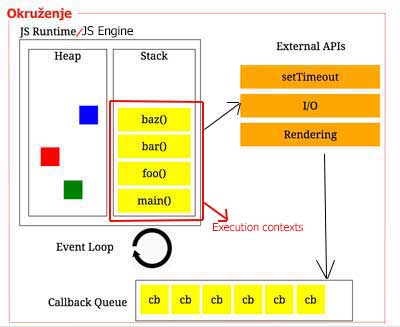 Okruženje
JS Runtime/JS Engine
Heap
Stack
baz()
bar()
foo()
main()
External APIs
setTimeout
I/O
Rendering
Execution contexts
Event Loop
Callback Queue
cb cb cb cb cb cb